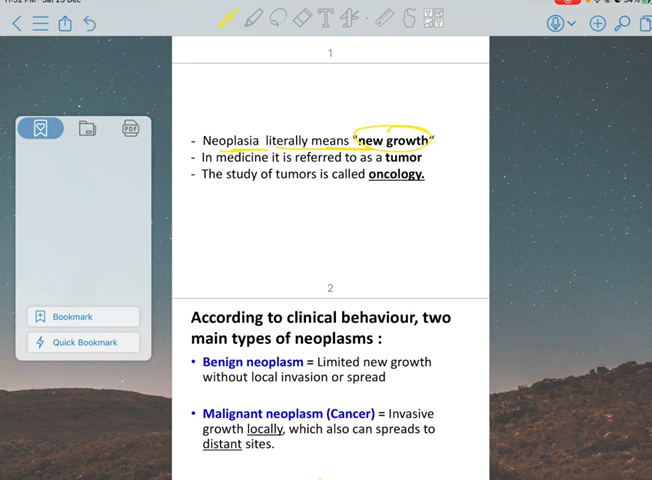 1
- Neoplasia literally means "new growth"
- In medicine it is referred to as a tumor
- The study of tumors is called oncology.
2
According to clinical behaviour, two
main types of neoplasms :
• Benign neoplasm = Limited new growth
without local invasion or spread
• Malignant neoplasm (Cancer) = Invasive
growth locally, which also can spreads to
distant sites.
PDF
Bookmark
Quick Bookmark